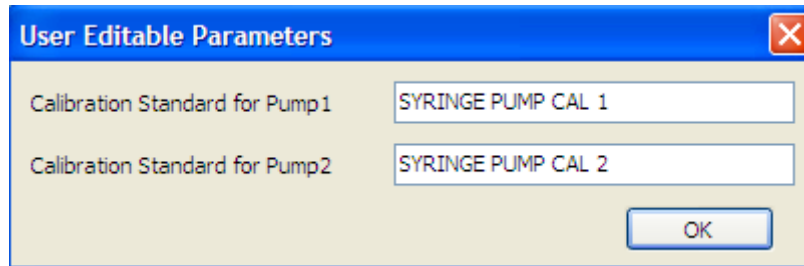 User Editable Parameters
Calibration Standard for Pump1 SYRINGE PUMP CAL 1
Calibration Standard for Pump2 SYRINGE PUMP CAL 2
OK